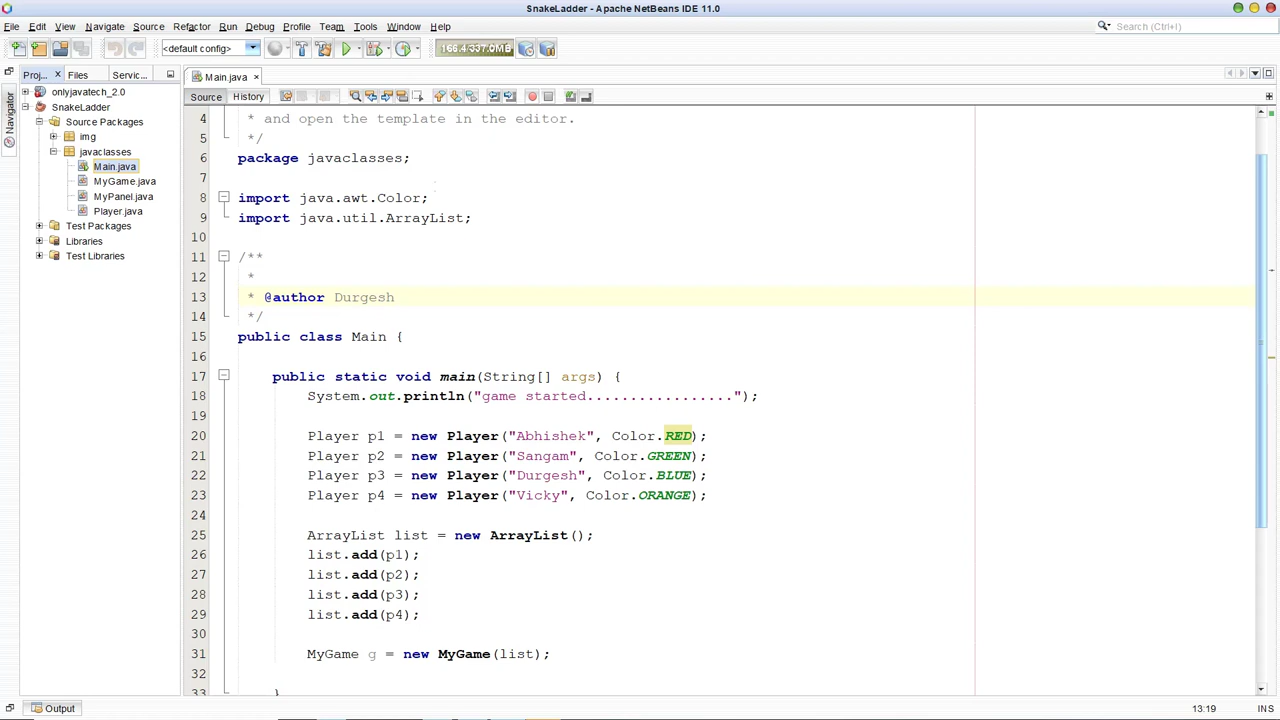 SnakeLadder - Apache NetBeans IDE 11.0
File Edit View Navigate Source Refactor Run Debug Profile Team Tools Window Help
Search (Ctrl+I)
<default config>
166.4/337.0MB
Proj... Files Servic...
Main.java
Navigator
onlyjavatech_2.0
SnakeLadder
Source Packages
img
javaclasses
Main.java
MyGame.java
MyPanel.java
Player.java
Test Packages
Libraries
Test Libraries
Source History
4 * and open the template in the editor.
5 */
6 package javaclasses;
7
8 import java.awt.Color;
9 import java.util.ArrayList;
10
11 /**
12 *
13 * @author Durgesh
14 */
15 public class Main {
16
17 public static void main(String[] args) {
18 System.out.println("game started.................");
19
20 Player p1 = new Player("Abhishek", Color.RED);
21 Player p2 = new Player("Sangam", Color.GREEN);
22 Player p3 = new Player("Durgesh", Color.BLUE);
23 Player p4 = new Player("Vicky", Color.ORANGE);
24
25 ArrayList list = new ArrayList();
26 list.add(p1);
27 list.add(p2);
28 list.add(p3);
29 list.add(p4);
30
31 MyGame g = new MyGame(list);
32
33 }
Output
13:19 INS